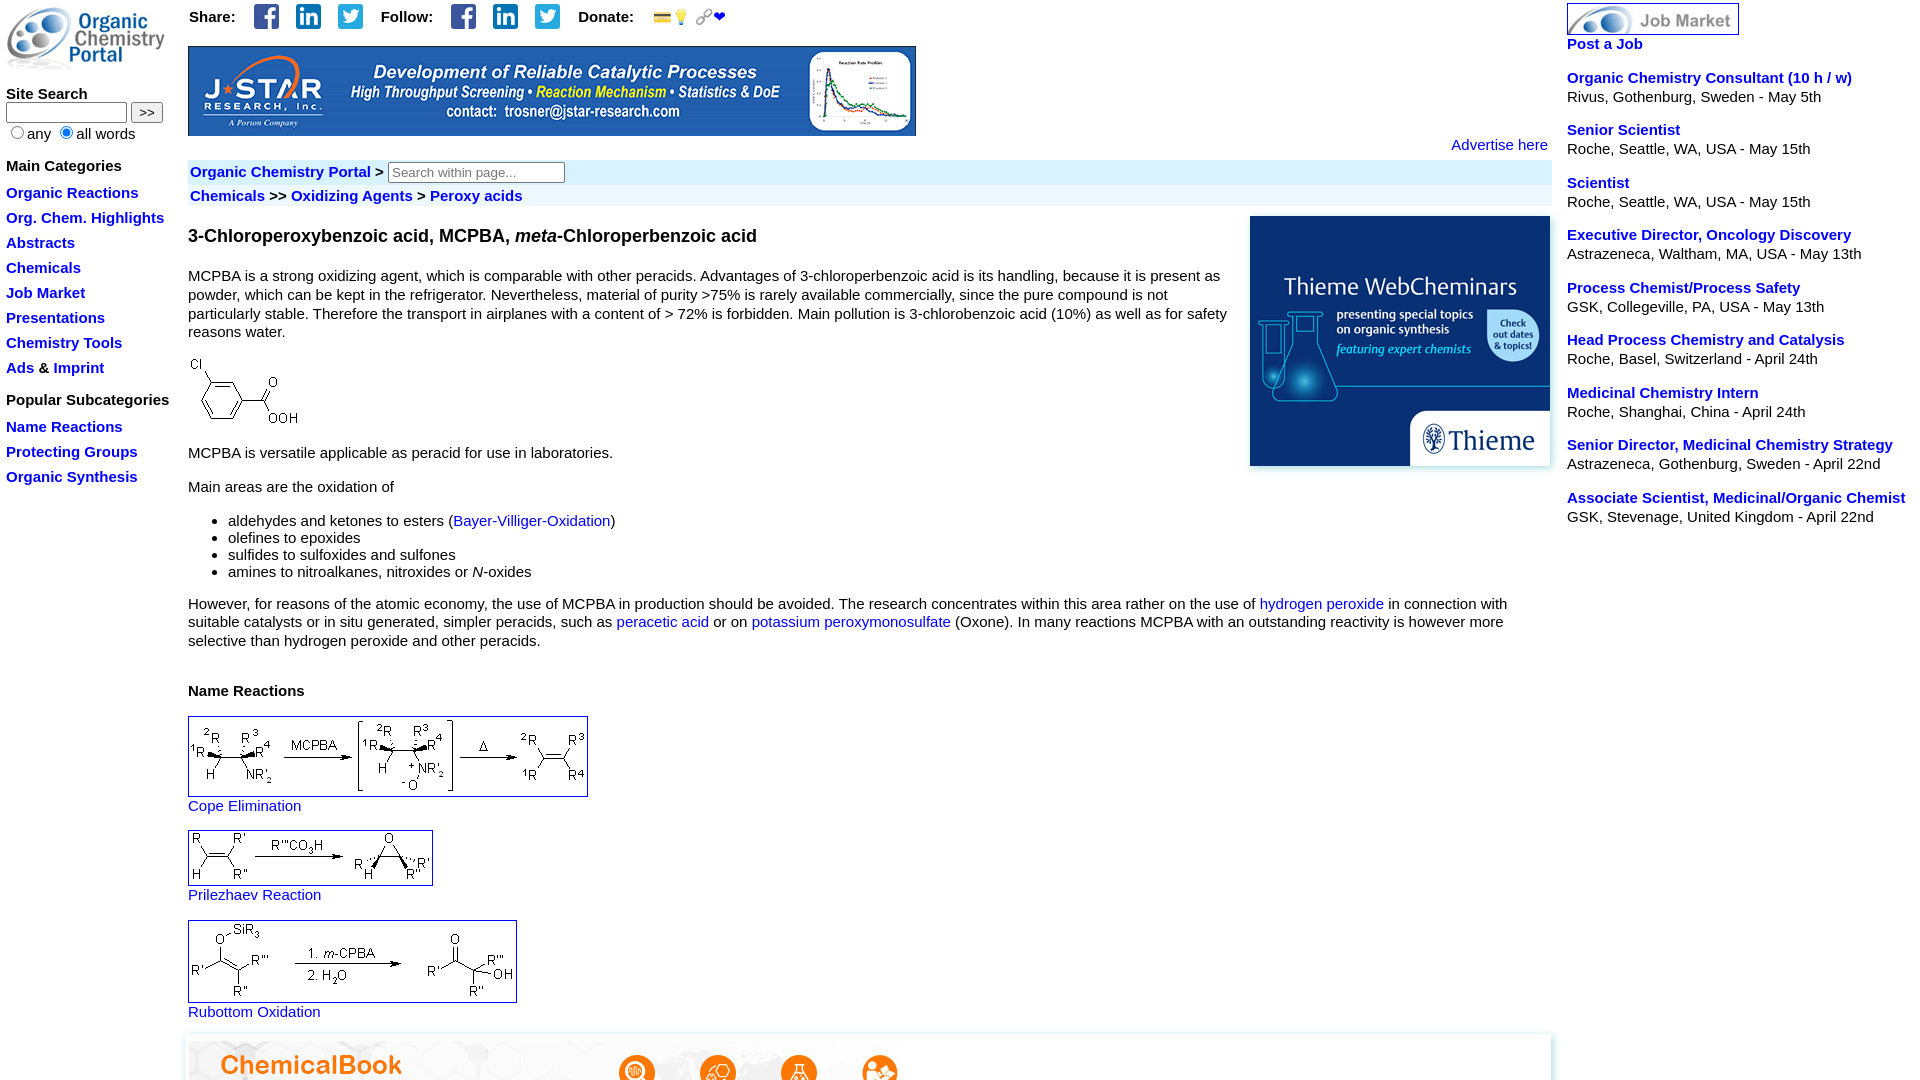 Organic
Chemistry
Portal
Site Search
>>
any all words
Main Categories
Organic Reactions
Org. Chem. Highlights
Abstracts
Chemicals
Job Market
Presentations
Chemistry Tools
Ads & Imprint
Popular Subcategories
Name Reactions
Protecting Groups
Organic Synthesis
Share: Follow: Donate:
J-STAR
RESEARCH, Inc.
A Porton Company
Development of Reliable Catalytic Processes
High Throughput Screening • Reaction Mechanism • Statistics & DoE
contact: trosner@jstar-research.com
Reaction Rate Profiles
Advertise here
Organic Chemistry Portal > Search within page...
Chemicals >> Oxidizing Agents > Peroxy acids
3-Chloroperoxybenzoic acid, MCPBA, meta-Chloroperbenzoic acid
MCPBA is a strong oxidizing agent, which is comparable with other peracids. Advantages of 3-chlorperbenzoic acid is its handling, because it is present as
powder, which can be kept in the refrigerator. Nevertheless, material of purity >75% is rarely available commercially, since the pure compound is not
particularly stable. Therefore the transport in airplanes with a content of > 72% is forbidden. Main pollution is 3-chlorobenzoic acid (10%) as well as for safety
reasons water.
Cl
O
OOH
Thieme WebCheminars
presenting special topics
on organic synthesis
featuring expert chemists
Check
out dates
& topics!
Thieme
MCPBA is versatile applicable as peracid for use in laboratories.
Main areas are the oxidation of
• aldehydes and ketones to esters (Bayer-Villiger-Oxidation)
• olefines to epoxides
• sulfides to sulfoxides and sulfones
• amines to nitroalkanes, nitroxides or N-oxides
However, for reasons of the atomic economy, the use of MCPBA in production should be avoided. The research concentrates within this area rather on the use of hydrogen peroxide in connection with
suitable catalysts or in situ generated, simpler peracids, such as peracetic acid or on potassium peroxymonosulfate (Oxone). In many reactions MCPBA with an outstanding reactivity is however more
selective than hydrogen peroxide and other peracids.
Name Reactions
²R R³ ²R R³
¹R R⁴ MCPBA ¹R R⁴ Δ ²R R³
H NR'₂ H +NR'₂ ¹R R⁴
-O
Cope Elimination
R R' R'''CO₃H O
H R'' R H R'' R'
Prilezhaev Reaction
O SiR₃ O
R' R''' 1. m-CPBA R' R'''
R'' 2. H₂O R'' OH
Rubottom Oxidation
ChemicalBook
Job Market
Post a Job
Organic Chemistry Consultant (10 h / w)
Rivus, Gothenburg, Sweden - May 5th
Senior Scientist
Roche, Seattle, WA, USA - May 15th
Scientist
Roche, Seattle, WA, USA - May 15th
Executive Director, Oncology Discovery
Astrazeneca, Waltham, MA, USA - May 13th
Process Chemist/Process Safety
GSK, Collegeville, PA, USA - May 13th
Head Process Chemistry and Catalysis
Roche, Basel, Switzerland - April 24th
Medicinal Chemistry Intern
Roche, Shanghai, China - April 24th
Senior Director, Medicinal Chemistry Strategy
Astrazeneca, Gothenburg, Sweden - April 22nd
Associate Scientist, Medicinal/Organic Chemist
GSK, Stevenage, United Kingdom - April 22nd